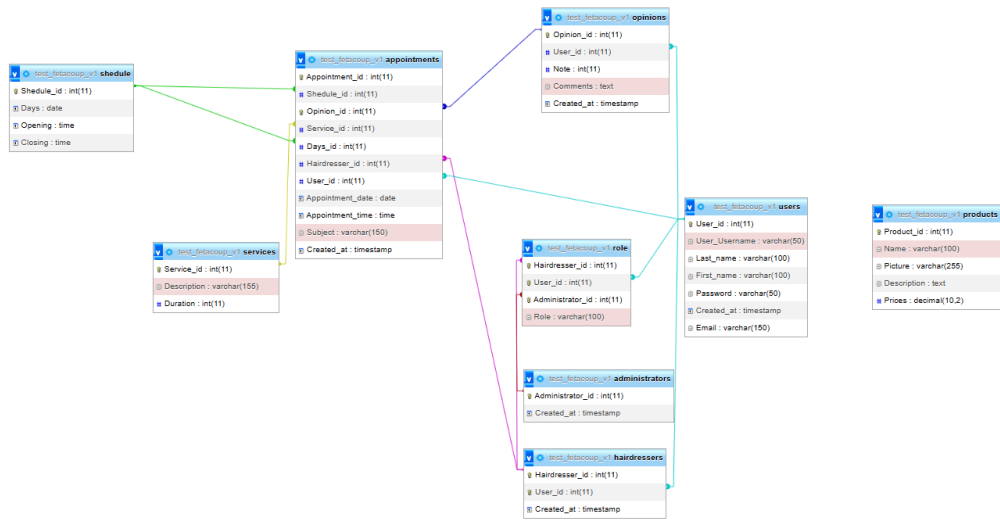 test_fetacoup_v1 opinions
Opinion_id : int(11)
User_id : int(11)
Note : int(11)
Comments : text
Created_at : timestamp
test_fetacoup_v1 appointments
Appointment_id : int(11)
Shedule_id : int(11)
Opinion_id : int(11)
Service_id : int(11)
Days_id : int(11)
Hairdresser_id : int(11)
User_id : int(11)
Appointment_date : date
Appointment_time : time
Subject : varchar(150)
Created_at : timestamp
test_fetacoup_v1 shedule
Shedule_id : int(11)
Days : date
Opening : time
Closing : time
test_fetacoup_v1 services
Service_id : int(11)
Description : varchar(155)
Duration : int(11)
test_fetacoup_v1 role
Hairdresser_id : int(11)
User_id : int(11)
Administrator_id : int(11)
Role : varchar(100)
test_fetacoup_v1 users
User_id : int(11)
User_Username : varchar(50)
Last_name : varchar(100)
First_name : varchar(100)
Password : varchar(50)
Created_at : timestamp
Email : varchar(150)
test_fetacoup_v1 products
Product_id : int(11)
Name : varchar(100)
Picture : varchar(255)
Description : text
Prices : decimal(10,2)
test_fetacoup_v1 administrators
Administrator_id : int(11)
Created_at : timestamp
test_fetacoup_v1 hairdressers
Hairdresser_id : int(11)
User_id : int(11)
Created_at : timestamp